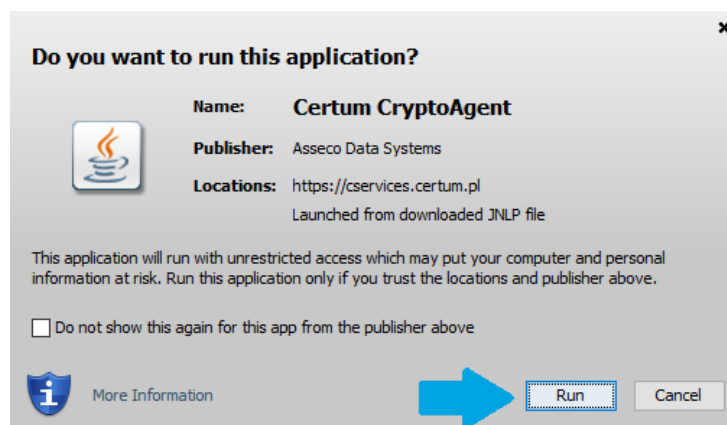 Do you want to run this application?
Name: Certum CryptoAgent
Publisher: Asseco Data Systems
Locations: https://cservices.certum.pl
Launched from downloaded JNLP file
This application will run with unrestricted access which may put your computer and personal
information at risk. Run this application only if you trust the locations and publisher above.
Do not show this again for this app from the publisher above
More Information
Run
Cancel